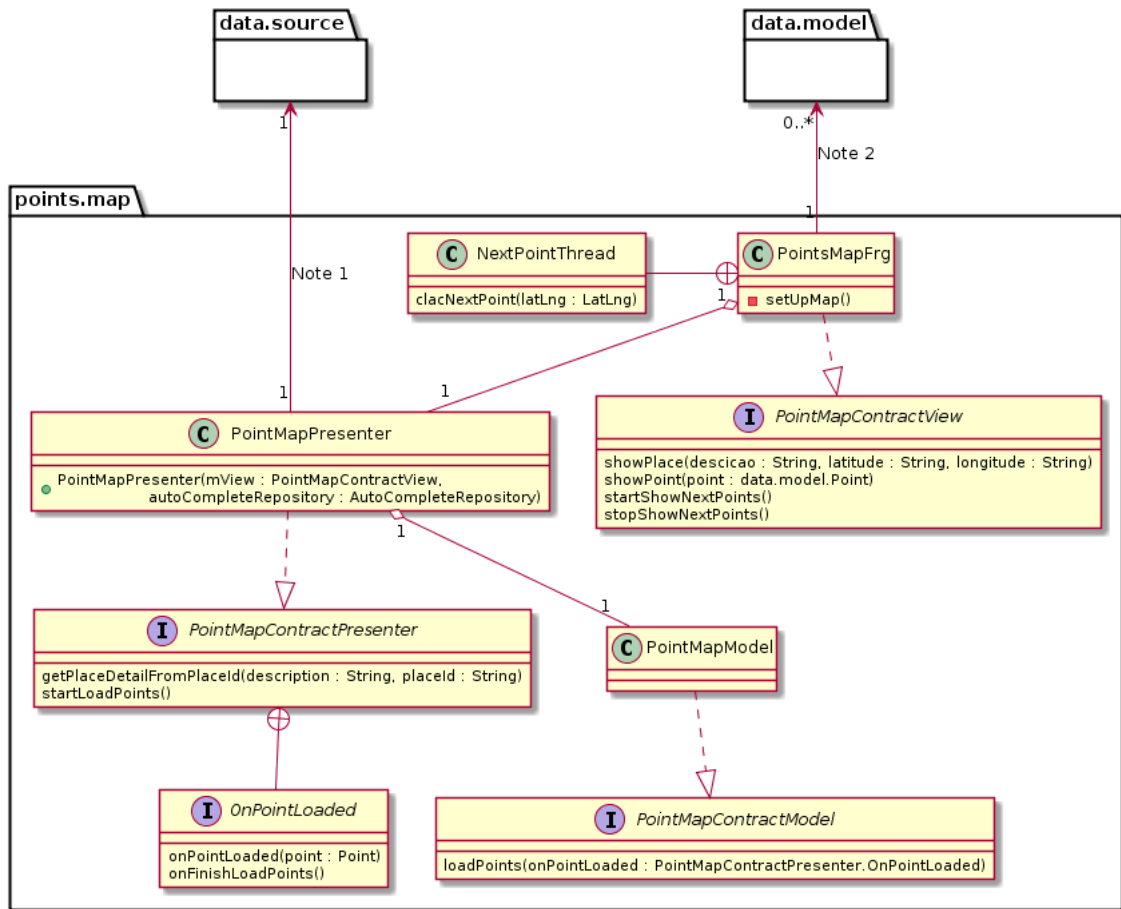 data.source
data.model
1
0..*
Note 2
points.map
1
C NextPointThread
clacNextPoint(latLng : LatLng)
C PointsMapFrg
setUpMap()
Note 1
1
1
1
C PointMapPresenter
PointMapPresenter(mView : PointMapContractView,
autoCompleteRepository : AutoCompleteRepository)
I PointMapContractView
showPlace(descicao : String, latitude : String, longitude : String)
showPoint(point : data.model.Point)
startShowNextPoints()
stopShowNextPoints()
1
1
I PointMapContractPresenter
getPlaceDetailFromPlaceId(description : String, placeId : String)
startLoadPoints()
C PointMapModel
I OnPointLoaded
onPointLoaded(point : Point)
onFinishLoadPoints()
I PointMapContractModel
loadPoints(onPointLoaded : PointMapContractPresenter.OnPointLoaded)